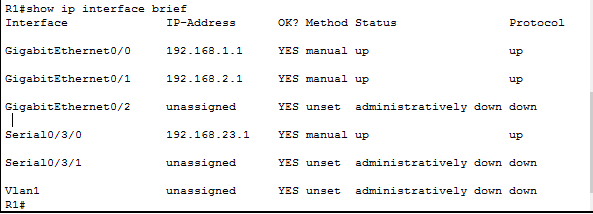 R1#show ip interface brief
Interface IP-Address OK? Method Status Protocol
GigabitEthernet0/0 192.168.1.1 YES manual up up
GigabitEthernet0/1 192.168.2.1 YES manual up up
GigabitEthernet0/2 unassigned YES unset administratively down down
Serial0/3/0 192.168.23.1 YES manual up up
Serial0/3/1 unassigned YES unset administratively down down
Vlan1 unassigned YES unset administratively down down
R1#